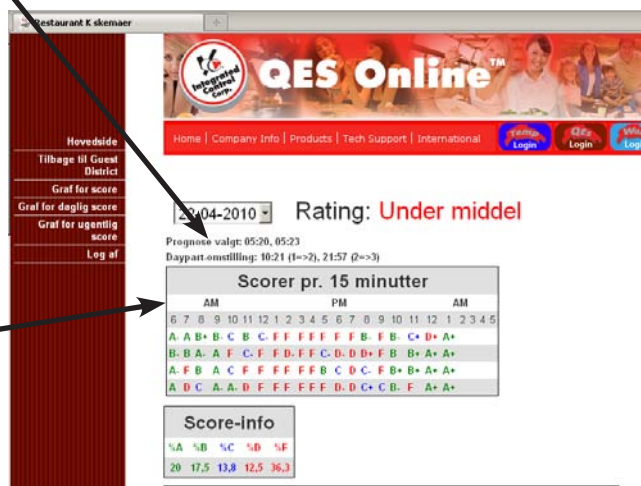 Restaurant K skemaer
Integrated Control Corp.
QES Online™
Home | Company Info | Products | Tech Support | International
Temp Login
QES Login
Hovedside
Tilbage til Guest District
Graf for score
Graf for daglig score
Graf for ugentlig score
Log af
Rating: Under middel
Prognose valgt: 05:20, 05:23
Daypart-omstilling: 10:21 (1=>2), 21:57 (2=>3)
Scorer pr. 15 minutter
AM PM AM
6 7 8 9 10 11 12 1 2 3 4 5 6 7 8 9 10 11 12 1 2 3 4 5
A- A B+ B- C B C- F F F F F F F B- F B- C+ D+ A+
B- B A- A F C- F F D- F F C- D- D D+ F B B+ A+ A+
A- F B A C F F F F F F B C D C- F B+ B+ A+ A+
A D C A- A- D F F F F F F D- D C+ C B- F A+ A+
Score-info
%A %B %C %D %F
20 17,5 13,8 12,5 36,3